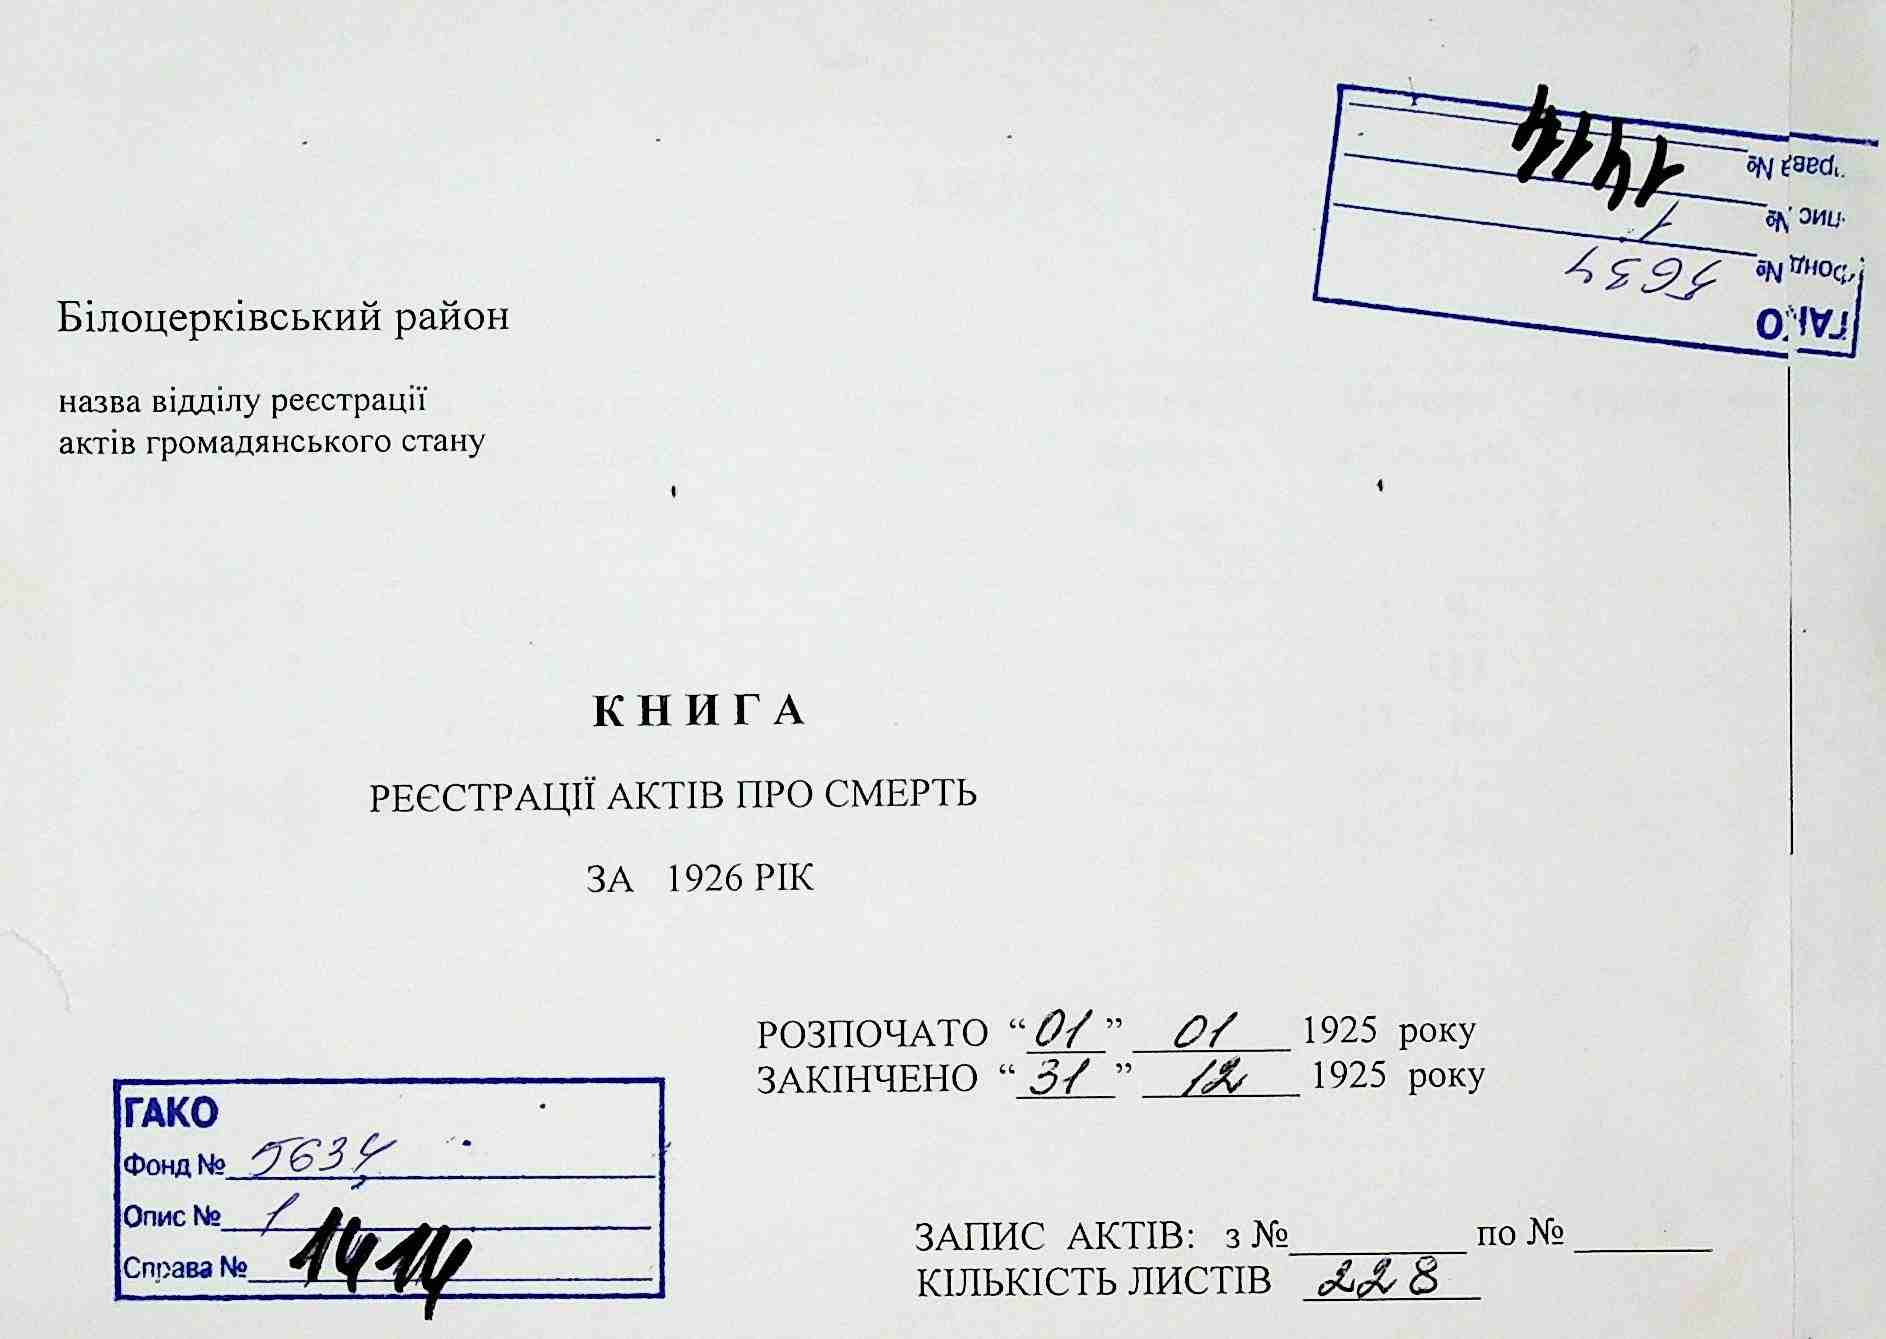 ГАКО
Фонд № 5634
Опис № 1
Справа № 1414
Білоцерківський район
назва відділу реєстрації
актів громадянського стану
КНИГА
РЕЄСТРАЦІЇ АКТІВ ПРО СМЕРТЬ
ЗА 1926 РІК
РОЗПОЧАТО “01” 01 1925 року
ЗАКІНЧЕНО “31” 12 1925 року
ГАКО
Фонд № 5634
Опис № 1
Справа № 1414
ЗАПИС АКТІВ: з №______ по №______
КІЛЬКІСТЬ ЛИСТІВ 228